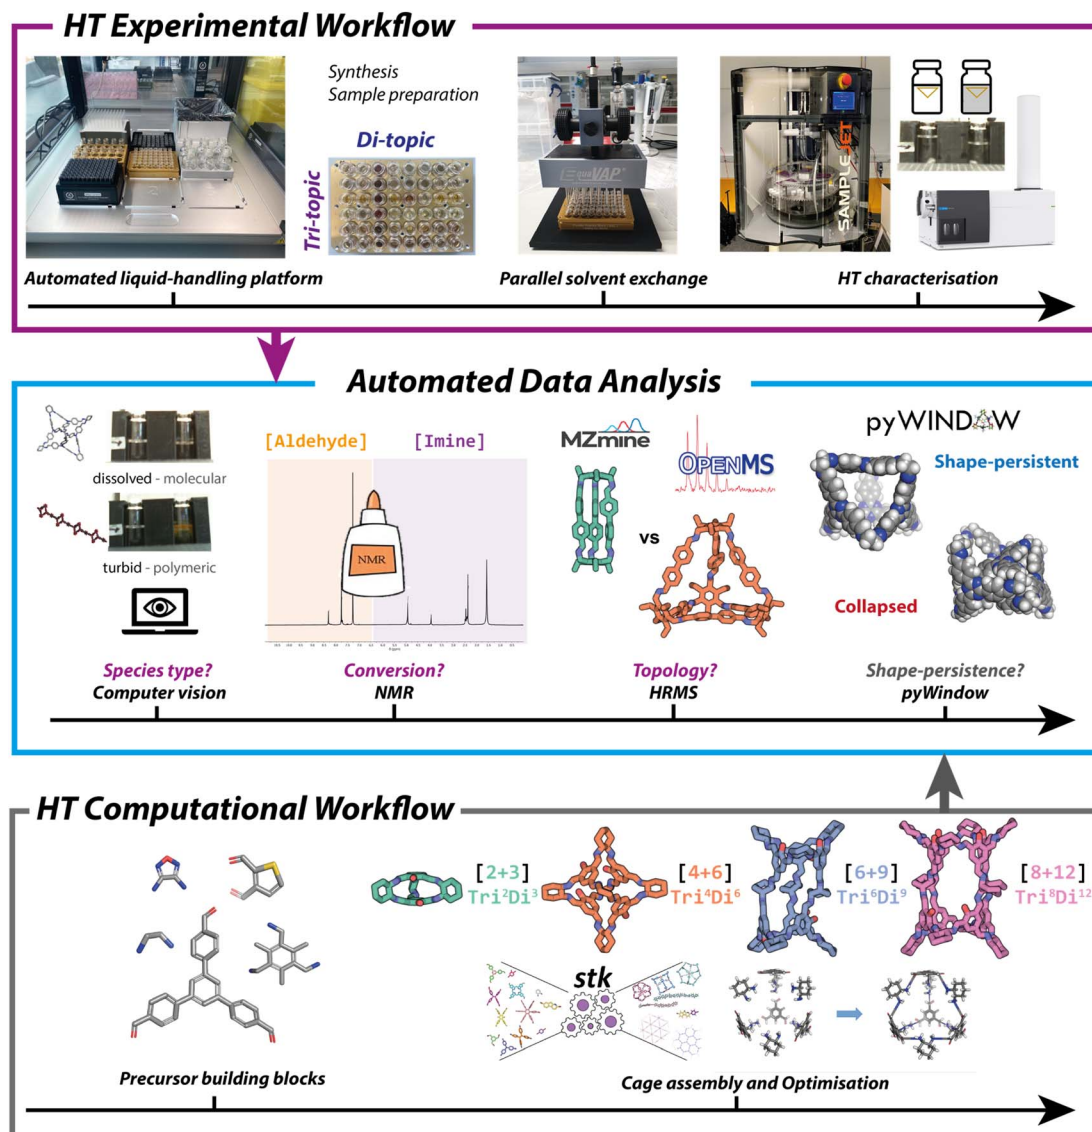 HT Experimental Workflow
Synthesis
Sample preparation
Di-topic
Tri-topic
EquiVAP®
SAMPLEJET
Automated liquid-handling platform
Parallel solvent exchange
HT characterisation
Automated Data Analysis
[Aldehyde]
[Imine]
MZmine
OPENMS
pyWINDOW
Shape-persistent
dissolved - molecular
NMR
vs
turbid - polymeric
Collapsed
Species type?
Computer vision
Conversion?
NMR
Topology?
HRMS
Shape-persistence?
pyWindow
HT Computational Workflow
[2+3]
Tri²Di³
[4+6]
Tri⁴Di⁶
[6+9]
Tri⁶Di⁹
[8+12]
Tri⁸Di¹²
stk
Precursor building blocks
Cage assembly and Optimisation